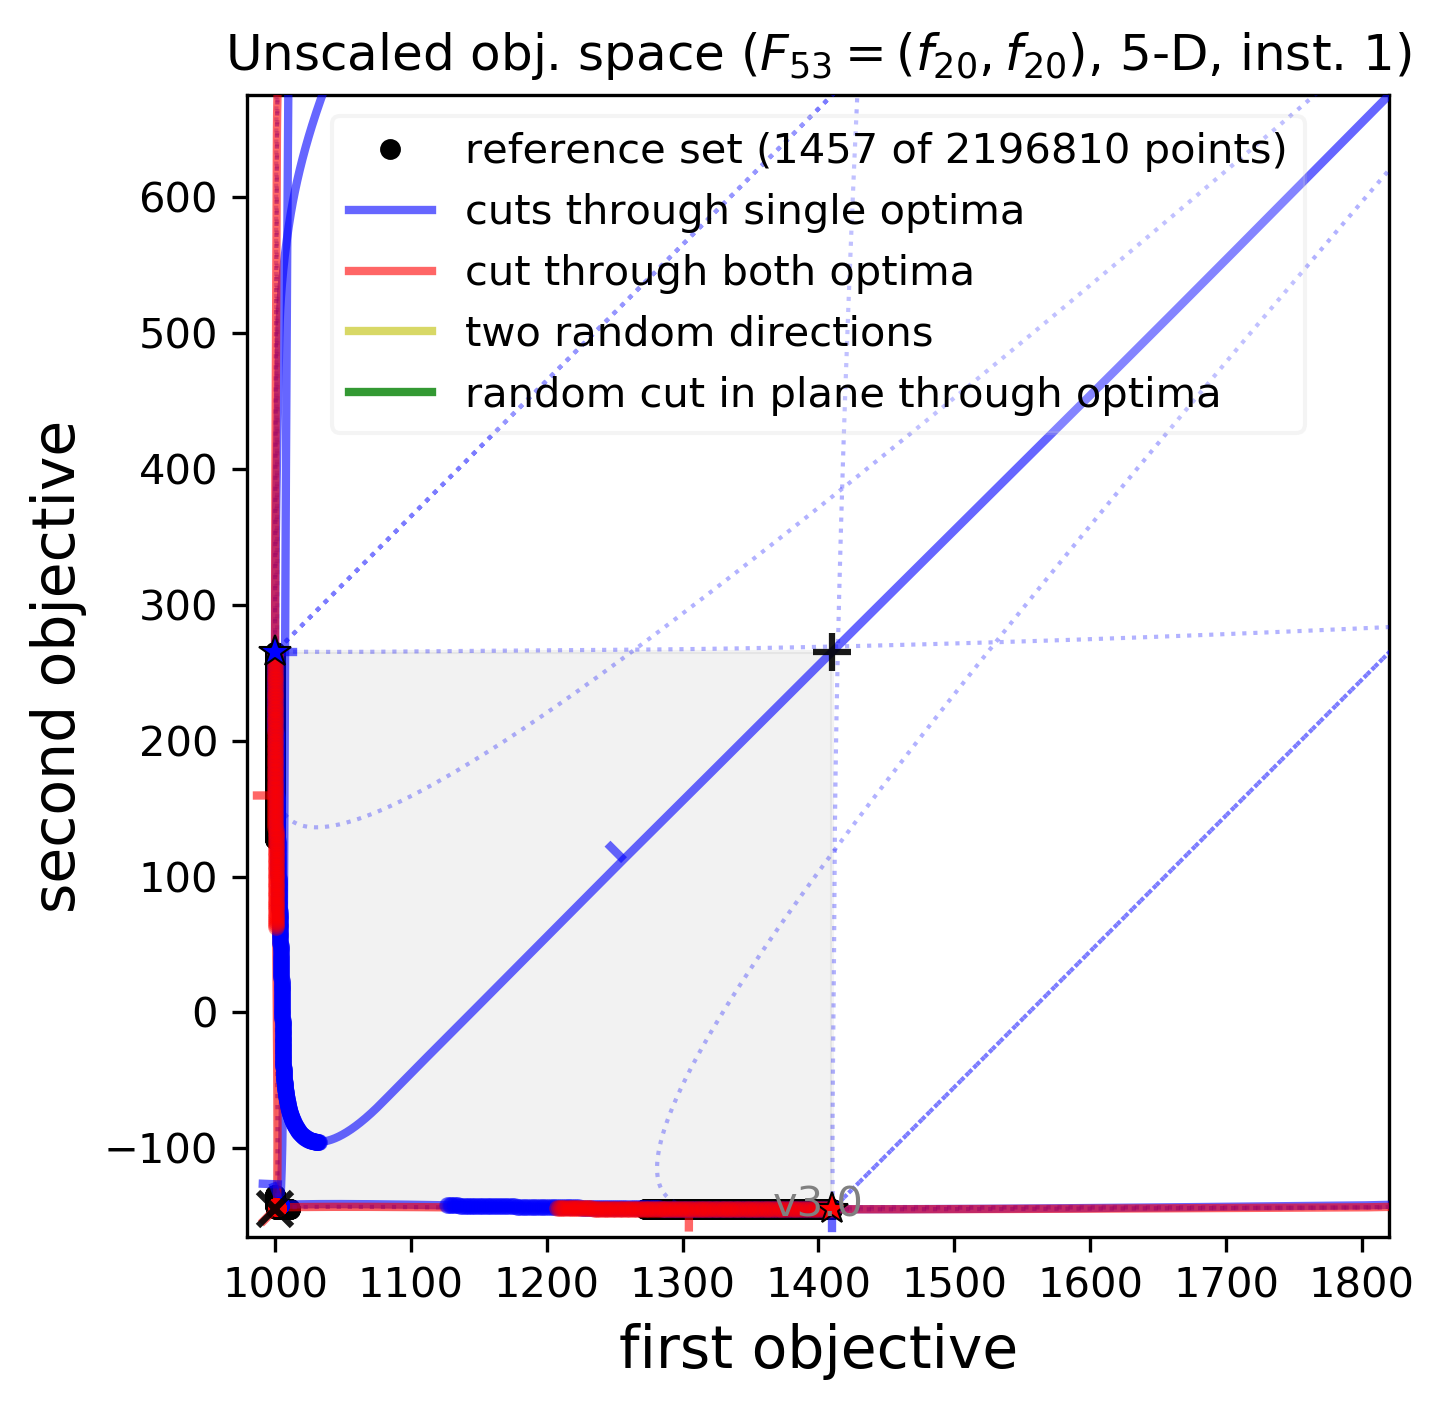 Unscaled obj. space (F₅₃ = (f₂₀, f₂₀), 5-D, inst. 1)
reference set (1457 of 2196810 points)
cuts through single optima
cut through both optima
two random directions
random cut in plane through optima
second objective
600
500
400
300
200
100
0
−100
v3.0
1000 1100 1200 1300 1400 1500 1600 1700 1800
first objective